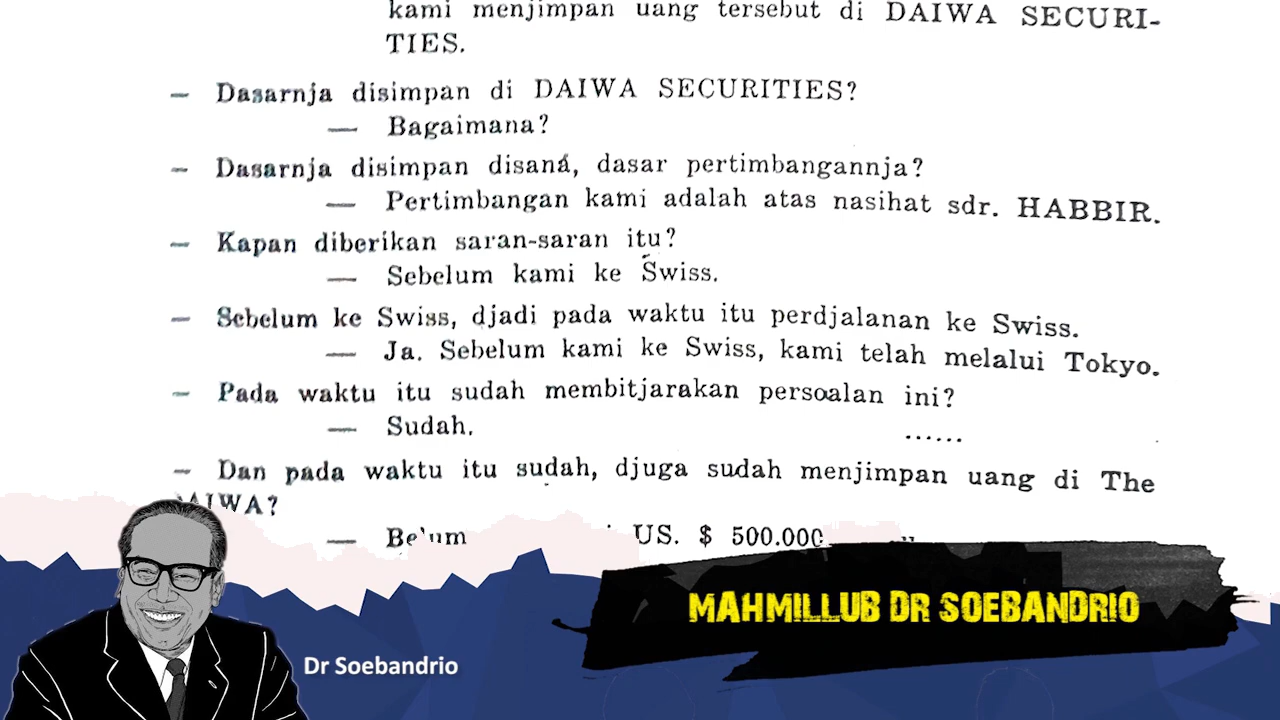 kami menjimpan uang tersebut di DAIWA SECURI-
TIES.
— Dasarnja disimpan di DAIWA SECURITIES?
— Bagaimana?
— Dasarnja disimpan disaná, dasar pertimbangannja?
— Pertimbangan kami adalah atas nasihat sdr. HABBIR.
— Kapan diberikan saran-saran itu?
— Sebelum kami ke Swiss.
— Sebelum ke Swiss, djadi pada waktu itu perdjalanan ke Swiss.
— Ja. Sebelum kami ke Swiss, kami telah melalui Tokyo.
— Pada waktu itu sudah membitjarakan persoalan ini?
— Sudah.
......
— Dan pada waktu itu sudah, djuga sudah menjimpan uang di The
AIWA?
— Belum US. $ 500.000
MAHMILLUB DR SOEBANDRIO
Dr Soebandrio